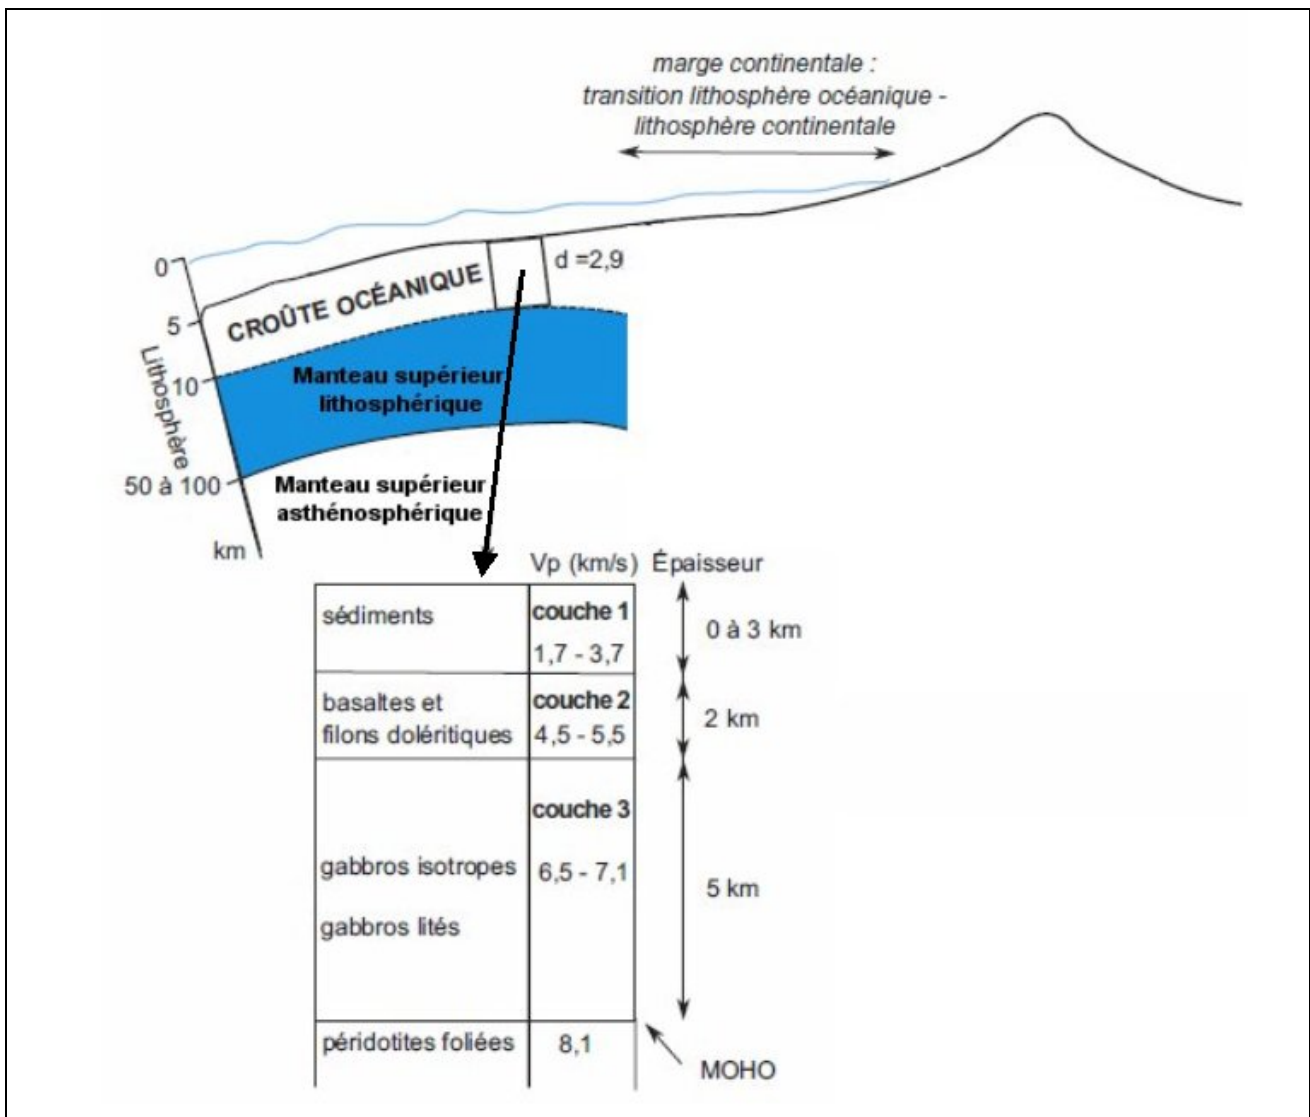 marge continentale :
transition lithosphère océanique -
lithosphère continentale
0
d =2,9
CROÛTE OCÉANIQUE
5
Lithosphère
10
Manteau supérieur
lithosphérique
50 à 100
Manteau supérieur
asthénosphérique
km
Vp (km/s) Épaisseur
sédiments
couche 1
1,7 - 3,7
0 à 3 km
basaltes et
filons doléritiques
couche 2
4,5 - 5,5
2 km
couche 3
gabbros isotropes
6,5 - 7,1
5 km
gabbros lités
péridotites foliées
8,1
MOHO